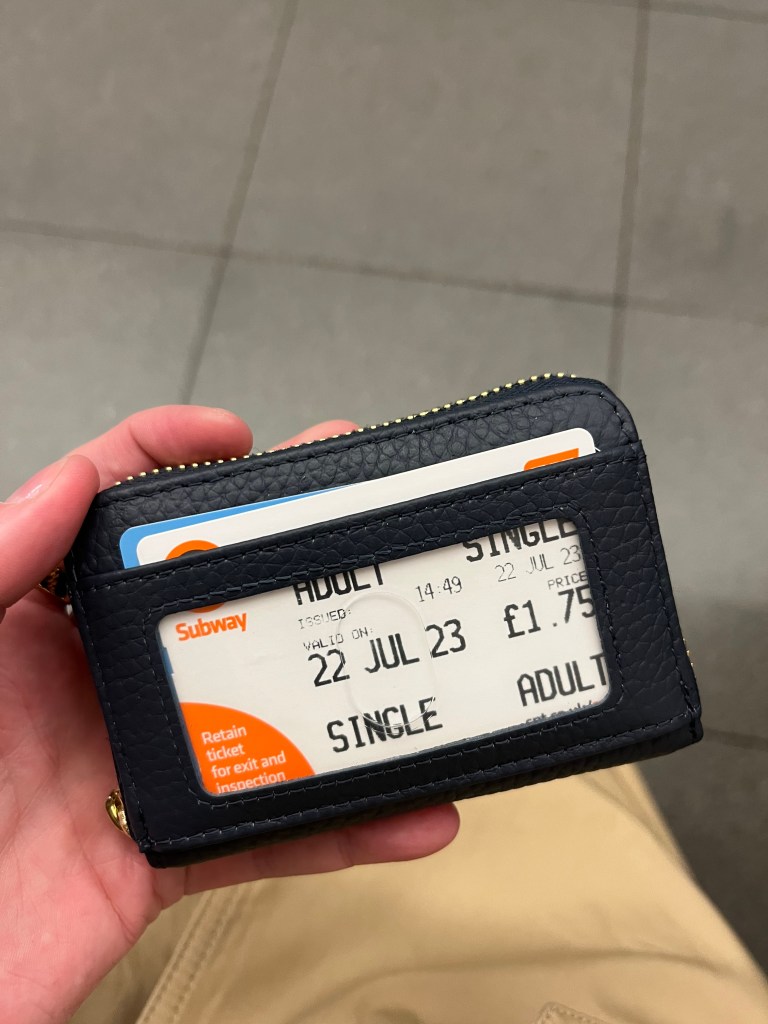 Subway
ADULT
SINGLE
ISSUED:
14:49
22 JUL 23
VALID ON:
PRICE
22 JUL 23
£1.75
SINGLE
ADULT
Retain
ticket
for exit and
inspection